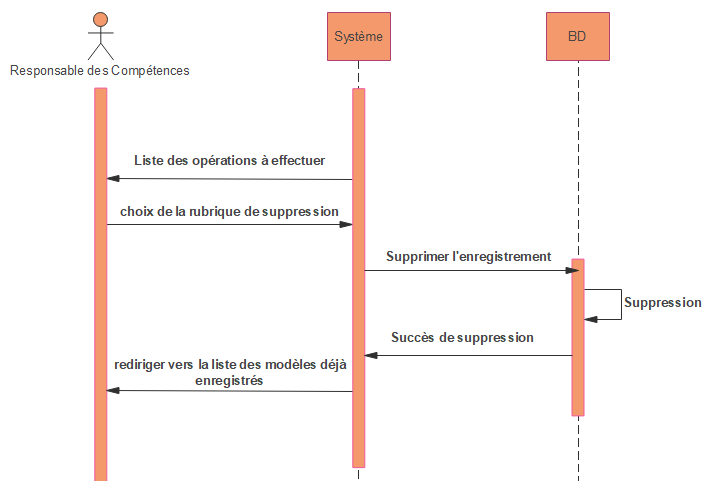 Système
BD
Responsable des Compétences
Liste des opérations à effectuer
choix de la rubrique de suppression
Supprimer l'enregistrement
Suppression
Succès de suppression
rediriger vers la liste des modèles déjà
enregistrés